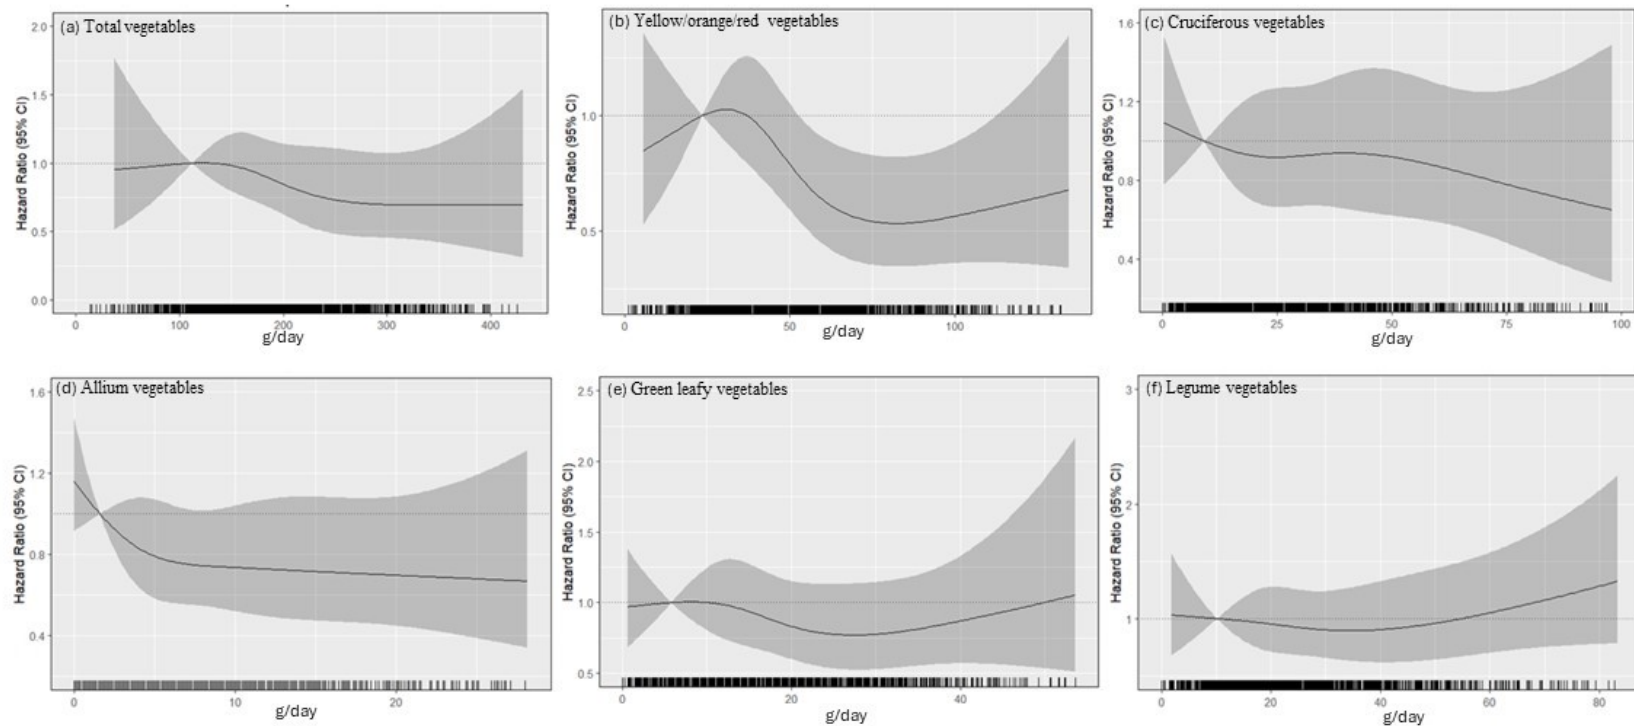 (a) Total vegetables
Hazard Ratio (95% CI)
2.0
1.5
1.0
0.5
0.0
0
100
200
300
400
g/day
(b) Yellow/orange/red vegetables
Hazard Ratio (95% CI)
1.0
0.5
0
50
100
g/day
(c) Cruciferous vegetables
Hazard Ratio (95% CI)
1.6
1.2
0.8
0.4
0
25
50
75
100
g/day
(d) Allium vegetables
Hazard Ratio (95% CI)
1.6
1.2
0.8
0.4
0
10
20
g/day
(e) Green leafy vegetables
Hazard Ratio (95% CI)
2.5
2.0
1.5
1.0
0.5
0
20
40
g/day
(f) Legume vegetables
Hazard Ratio (95% CI)
3
2
1
0
20
40
60
80
g/day